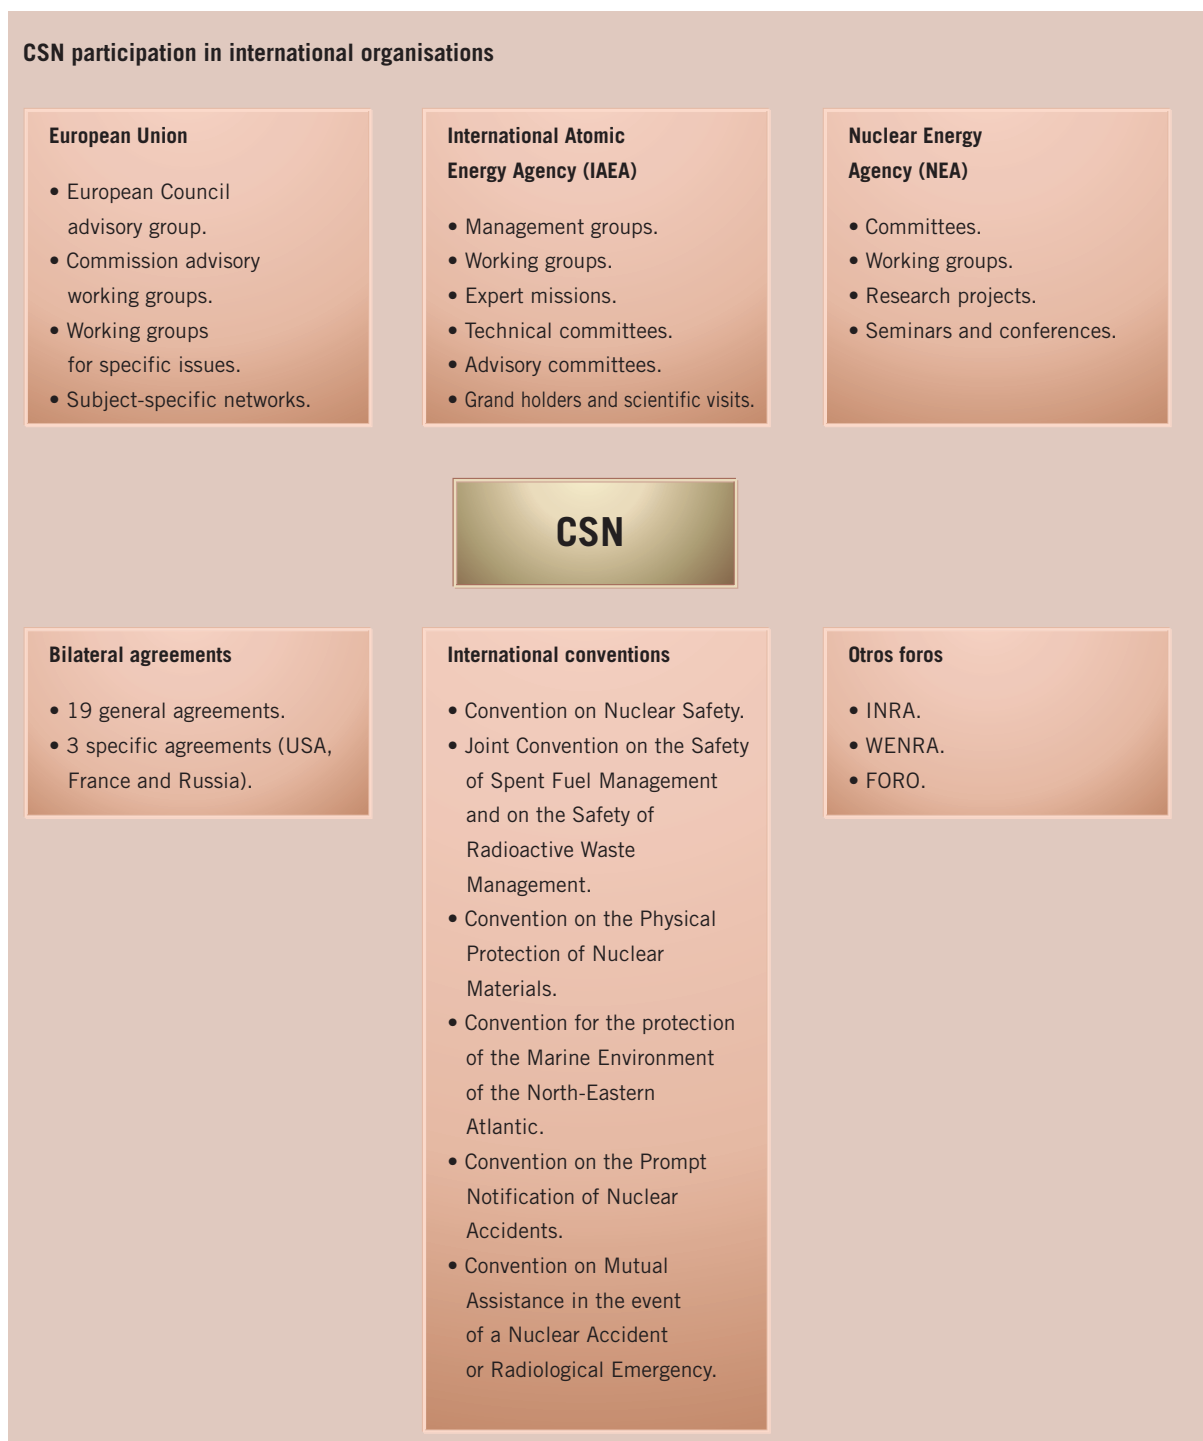 CSN participation in international organisations
European Union
• European Council
advisory group.
• Commission advisory
working groups.
• Working groups
for specific issues.
• Subject-specific networks.
International Atomic
Energy Agency (IAEA)
• Management groups.
• Working groups.
• Expert missions.
• Technical committees.
• Advisory committees.
• Grand holders and scientific visits.
Nuclear Energy
Agency (NEA)
• Committees.
• Working groups.
• Research projects.
• Seminars and conferences.
CSN
Bilateral agreements
• 19 general agreements.
• 3 specific agreements (USA,
France and Russia).
International conventions
• Convention on Nuclear Safety.
• Joint Convention on the Safety
of Spent Fuel Management
and on the Safety of
Radioactive Waste
Management.
• Convention on the Physical
Protection of Nuclear
Materials.
• Convention for the protection
of the Marine Environment
of the North-Eastern
Atlantic.
• Convention on the Prompt
Notification of Nuclear
Accidents.
• Convention on Mutual
Assistance in the event
of a Nuclear Accident
or Radiological Emergency.
Otros foros
• INRA.
• WENRA.
• FORO.